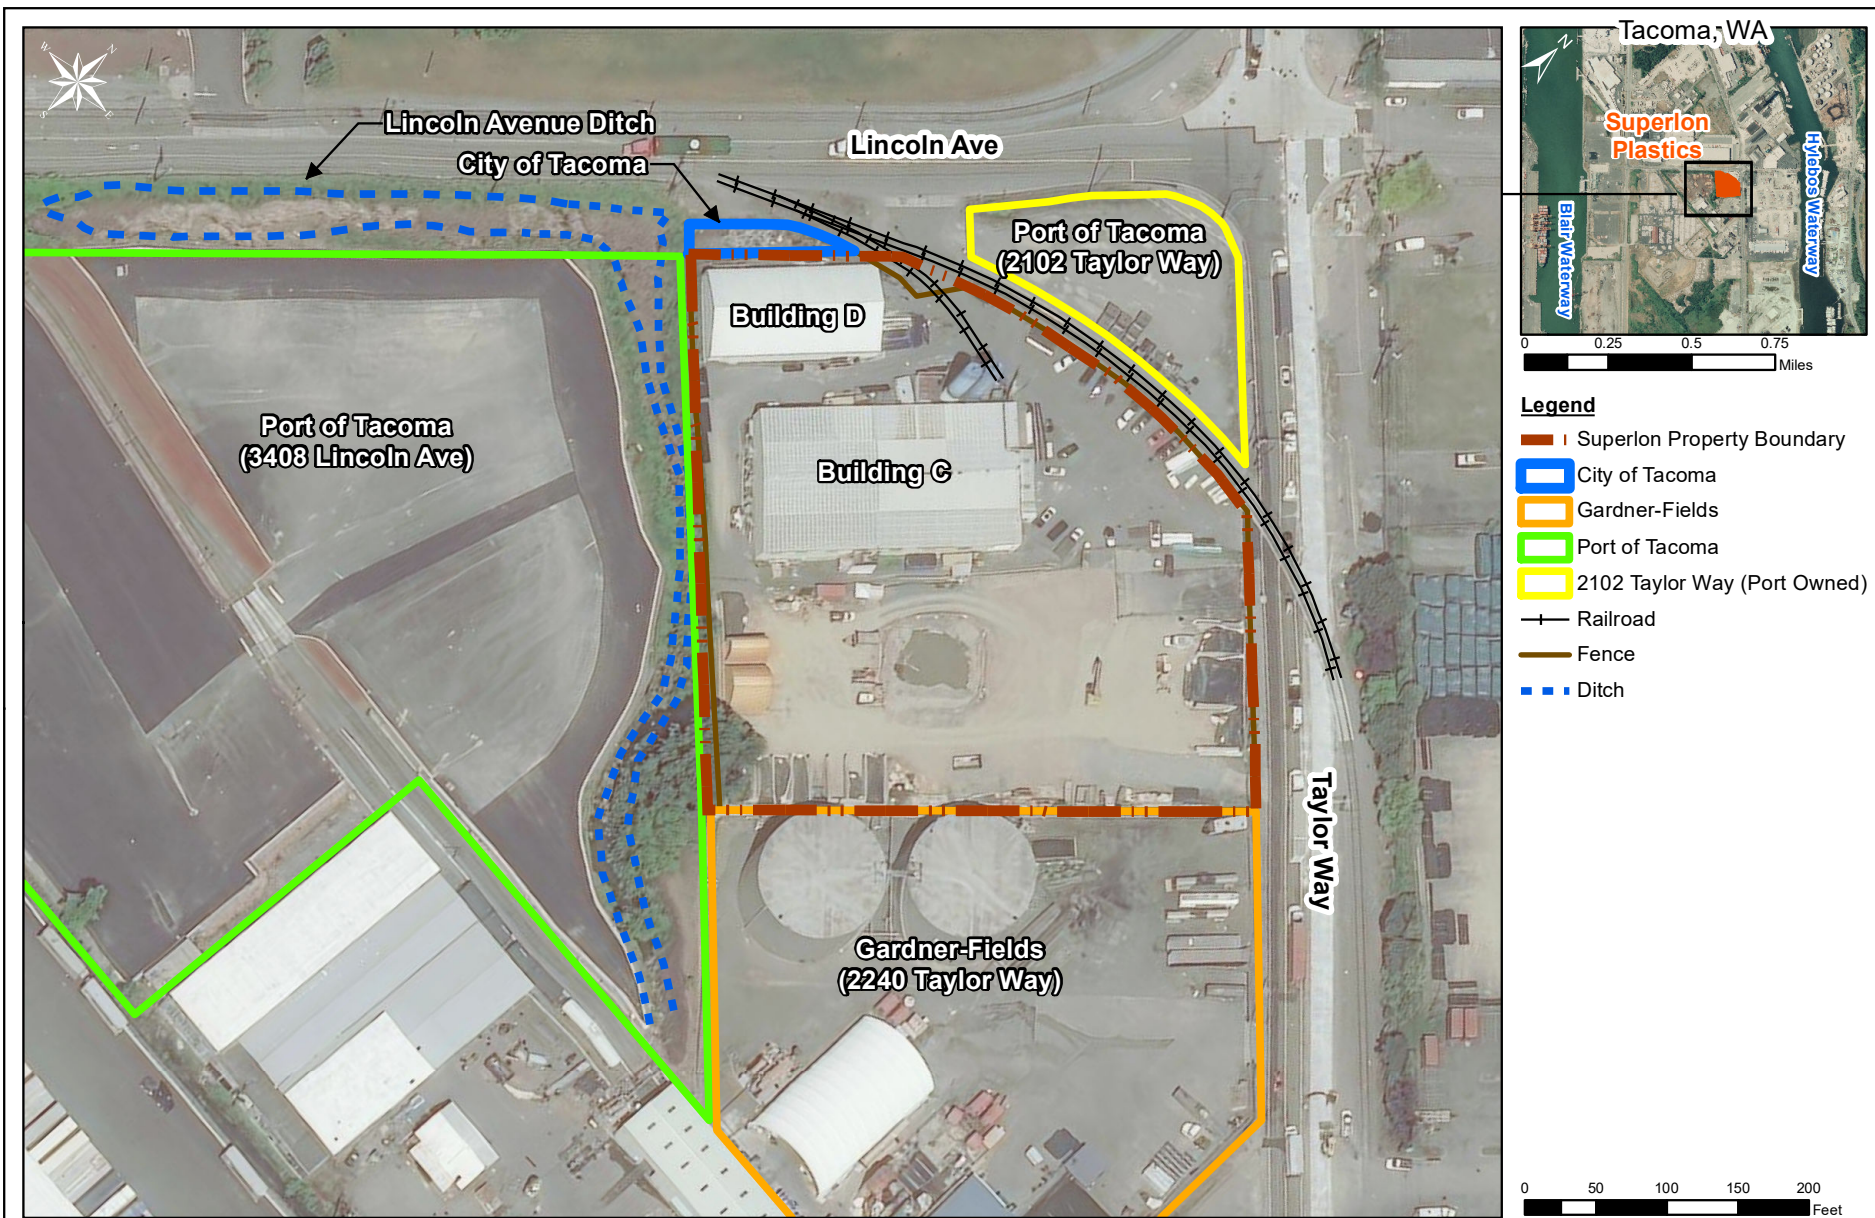 W
N
S
E
Lincoln Avenue Ditch
City of Tacoma
Lincoln Ave
Port of Tacoma
(2102 Taylor Way)
Building D
Port of Tacoma
(3408 Lincoln Ave)
Building C
Taylor Way
Gardner-Fields
(2240 Taylor Way)
Tacoma, WA
N
Superlon
Plastics
Blair Waterway
Hylebos Waterway
0 0.25 0.5 0.75
Miles
Legend
Superlon Property Boundary
City of Tacoma
Gardner-Fields
Port of Tacoma
2102 Taylor Way (Port Owned)
Railroad
Fence
Ditch
0 50 100 150 200
Feet